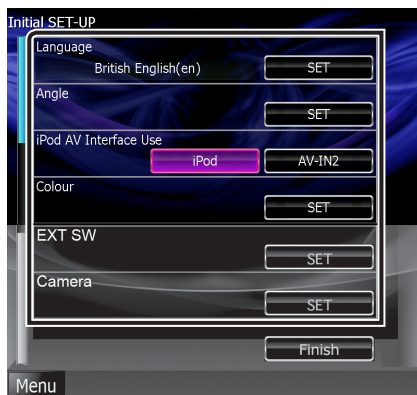 Initial SET-UP
Language
British English(en) SET
Angle
SET
iPod AV Interface Use
iPod AV-IN2
Colour
SET
EXT SW
SET
Camera
SET
Finish
Menu